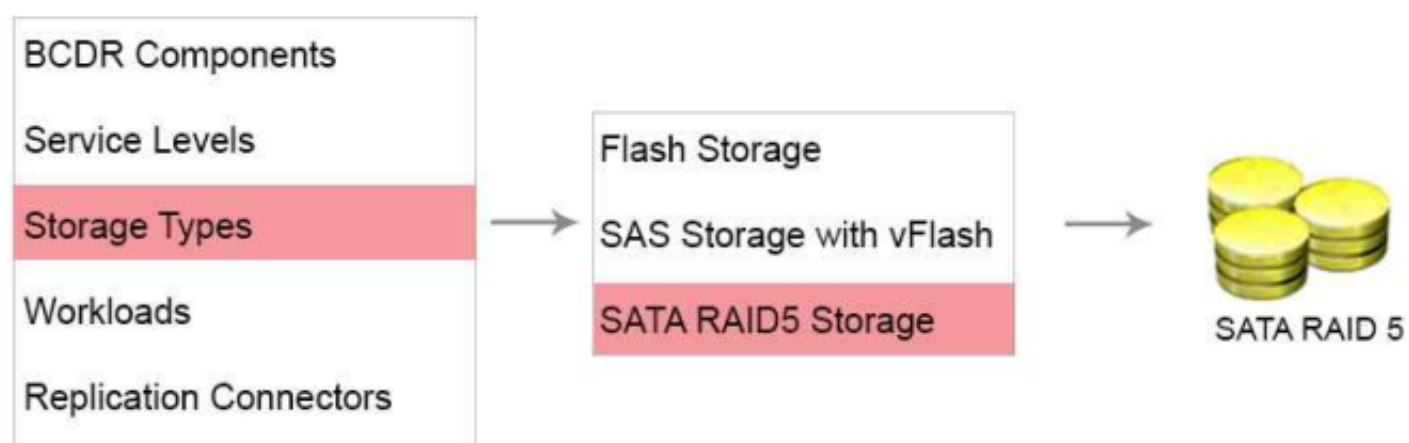 BCDR Components
Service Levels
Storage Types
Workloads
Replication Connectors
Flash Storage
SAS Storage with vFlash
SATA RAID5 Storage
SATA RAID 5